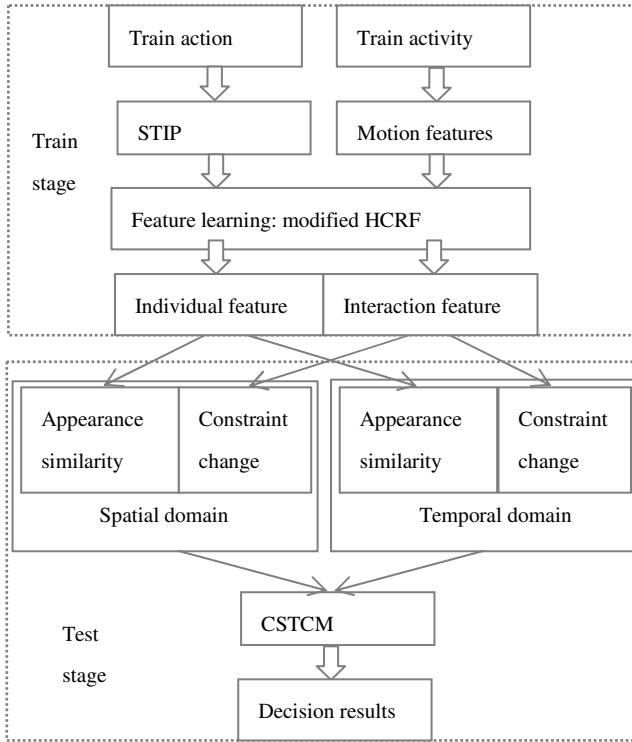 Train action
Train activity
STIP
Motion features
Train
stage
Feature learning: modified HCRF
Individual feature
Interaction feature
Appearance
similarity
Constraint
change
Spatial domain
Appearance
similarity
Constraint
change
Temporal domain
CSTCM
Test
stage
Decision results